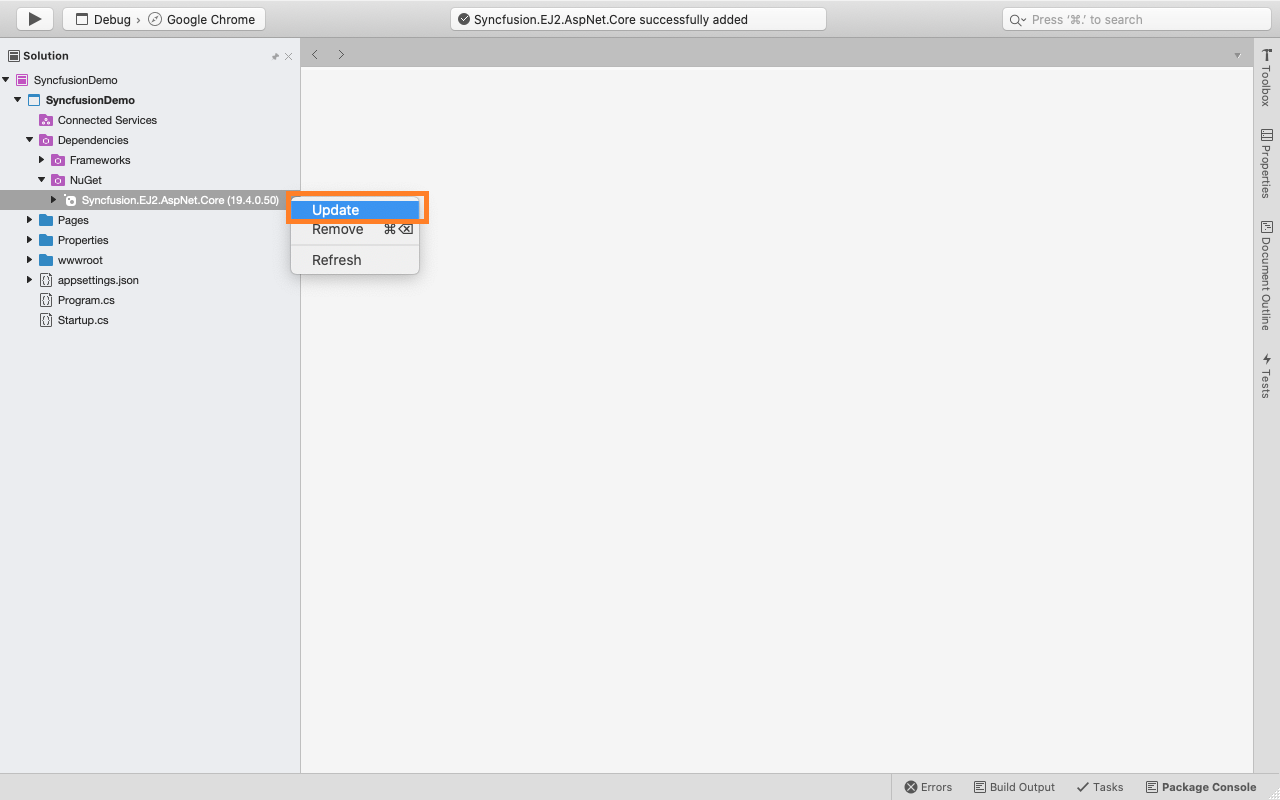 Debug › Google Chrome
Syncfusion.EJ2.AspNet.Core successfully added
Press '⌘.' to search
Solution
SyncfusionDemo
SyncfusionDemo
Connected Services
Dependencies
Frameworks
NuGet
Syncfusion.EJ2.AspNet.Core (19.4.0.50)
Pages
Properties
wwwroot
appsettings.json
Program.cs
Startup.cs
Update
Remove ⌘⌫
Refresh
Toolbox
Properties
Document Outline
Tests
Errors
Build Output
Tasks
Package Console